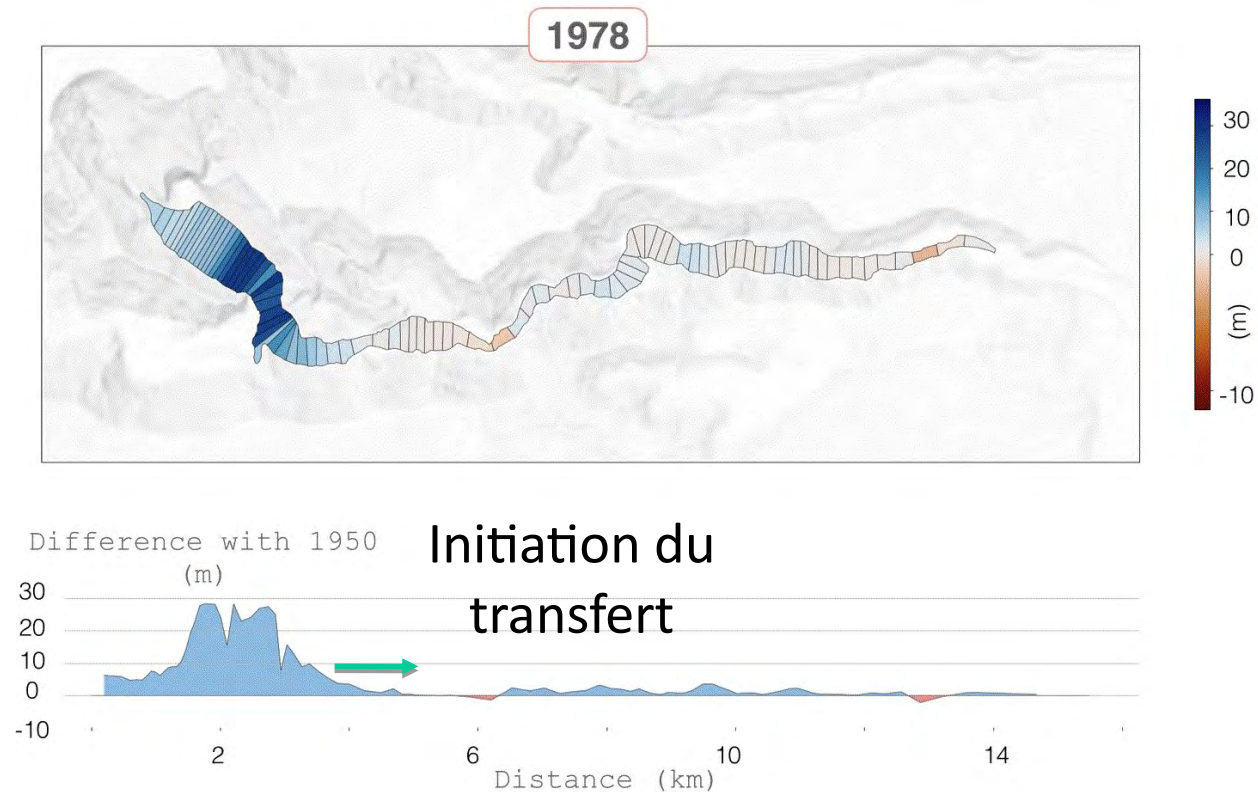 1978
30
20
10
0
-10
(m)
Difference with 1950
(m)
Initiation du
transfert
30
20
10
0
-10
2 6 10 14
Distance (km)